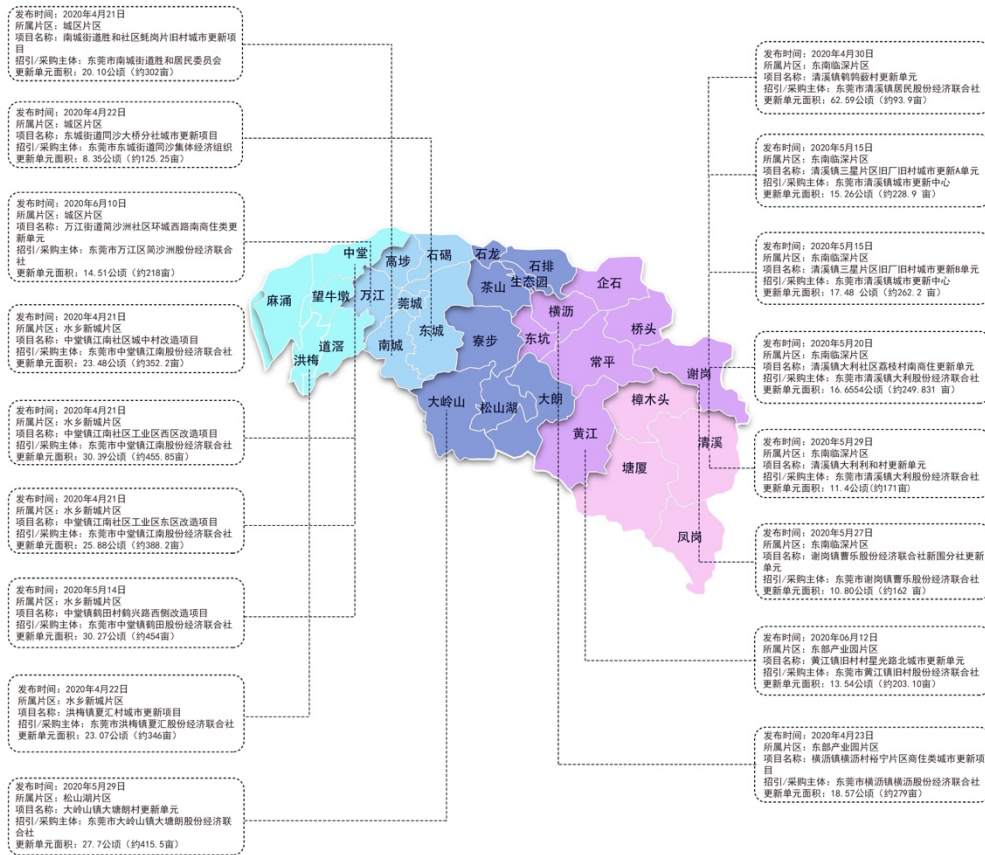 发布时间：2020年4月21日
所属片区：城区片区
项目名称：南城街道胜和社区蚝岗片旧村城市更新项
目
招引/采购主体：东莞市南城街道胜和居民委员会
更新单元面积：20.10公顷（约302亩）
发布时间：2020年4月22日
所属片区：城区片区
项目名称：东城街道同沙大桥分社城市更新项目
招引/采购主体：东莞市东城街道同沙集体经济组织
更新单元面积：8.35公顷（约125.25亩）
发布时间：2020年6月10日
所属片区：城区片区
项目名称：万江街道简沙洲社区环城西路南商住类更
新单元
招引/采购主体：东莞市万江区简沙洲股份经济联合
社
更新单元面积：14.51公顷（约218亩）
发布时间：2020年4月21日
所属片区：水乡新城片区
项目名称：中堂镇江南社区城中村改造项目
招引/采购主体：东莞市中堂镇江南股份经济联合社
更新单元面积：23.48公顷（约352.2亩）
发布时间：2020年4月21日
所属片区：水乡新城片区
项目名称：中堂镇江南社区工业区西区改造项目
招引/采购主体：东莞市中堂镇江南股份经济联合社
更新单元面积：30.39公顷（约455.85亩）
发布时间：2020年4月21日
所属片区：水乡新城片区
项目名称：中堂镇江南社区工业区东区改造项目
招引/采购主体：东莞市中堂镇江南股份经济联合社
更新单元面积：25.88公顷（约388.2亩）
发布时间：2020年5月14日
所属片区：水乡新城片区
项目名称：中堂镇鹤田村鹤兴路西侧改造项目
招引/采购主体：东莞市中堂镇鹤田股份经济联合社
更新单元面积：30.27公顷（约454亩）
发布时间：2020年4月22日
所属片区：水乡新城片区
项目名称：洪梅镇夏汇村城市更新项目
招引/采购主体：东莞市洪梅镇夏汇股份经济联合社
更新单元面积：23.07公顷（约346亩）
发布时间：2020年5月29日
所属片区：松山湖片区
项目名称：大岭山镇大塘朗村更新单元
招引/采购主体：东莞市大岭山镇大塘朗股份经济联
合社
更新单元面积：27.7公顷（约415.5亩）
中堂
高埗
石碣
石龙
石排
麻涌
望牛墩
万江
莞城
茶山
生态园
企石
横沥
道滘
南城
东城
寮步
东坑
桥头
洪梅
常平
谢岗
大岭山
松山湖
大朗
樟木头
黄江
清溪
塘厦
凤岗
发布时间：2020年4月30日
所属片区：东南临深片区
项目名称：清溪镇鹌鹑薮村更新单元
招引/采购主体：东莞市清溪镇居民股份经济联合社
更新单元面积：62.59公顷（约93.9亩）
发布时间：2020年5月15日
所属片区：东南临深片区
项目名称：清溪镇三星片区旧厂旧村城市更新A单元
招引/采购主体：东莞市清溪镇城市更新中心
更新单元面积：15.26公顷（约228.9 亩）
发布时间：2020年5月15日
所属片区：东南临深片区
项目名称：清溪镇三星片区旧厂旧村城市更新B单元
招引/采购主体：东莞市清溪镇城市更新中心
更新单元面积：17.48 公顷（约262.2 亩）
发布时间：2020年5月20日
所属片区：东南临深片区
项目名称：清溪镇大利社区荔枝村南商住更新单元
招引/采购主体：东莞市清溪镇大利股份经济联合社
更新单元面积：16.6554（约249.831 亩）
发布时间：2020年5月29日
所属片区：东南临深片区
项目名称：清溪镇大利利和村更新单元
招引/采购主体：东莞市清溪镇大利股份经济联合社
更新单元面积：11.4公顷(约171亩)
发布时间：2020年5月27日
所属片区：东南临深片区
项目名称：谢岗镇曹乐股份经济联合社新围分社更新
单元
招引/采购主体：东莞市谢岗镇曹乐股份经济联合社
更新单元面积：10.80公顷（约162 亩）
发布时间：2020年06月12日
所属片区：东部产业园片区
项目名称：黄江镇旧村村星光路北城市更新单元
招引/采购主体：东莞市黄江镇旧村股份经济联合社
更新单元面积：13.54公顷（约203.10亩）
发布时间：2020年4月23日
所属片区：东部产业园片区
项目名称：横沥镇横沥村裕宁片区商住类城市更新项
目
招引/采购主体：东莞市横沥镇横沥股份经济联合社
更新单元面积：18.57公顷（约279亩）